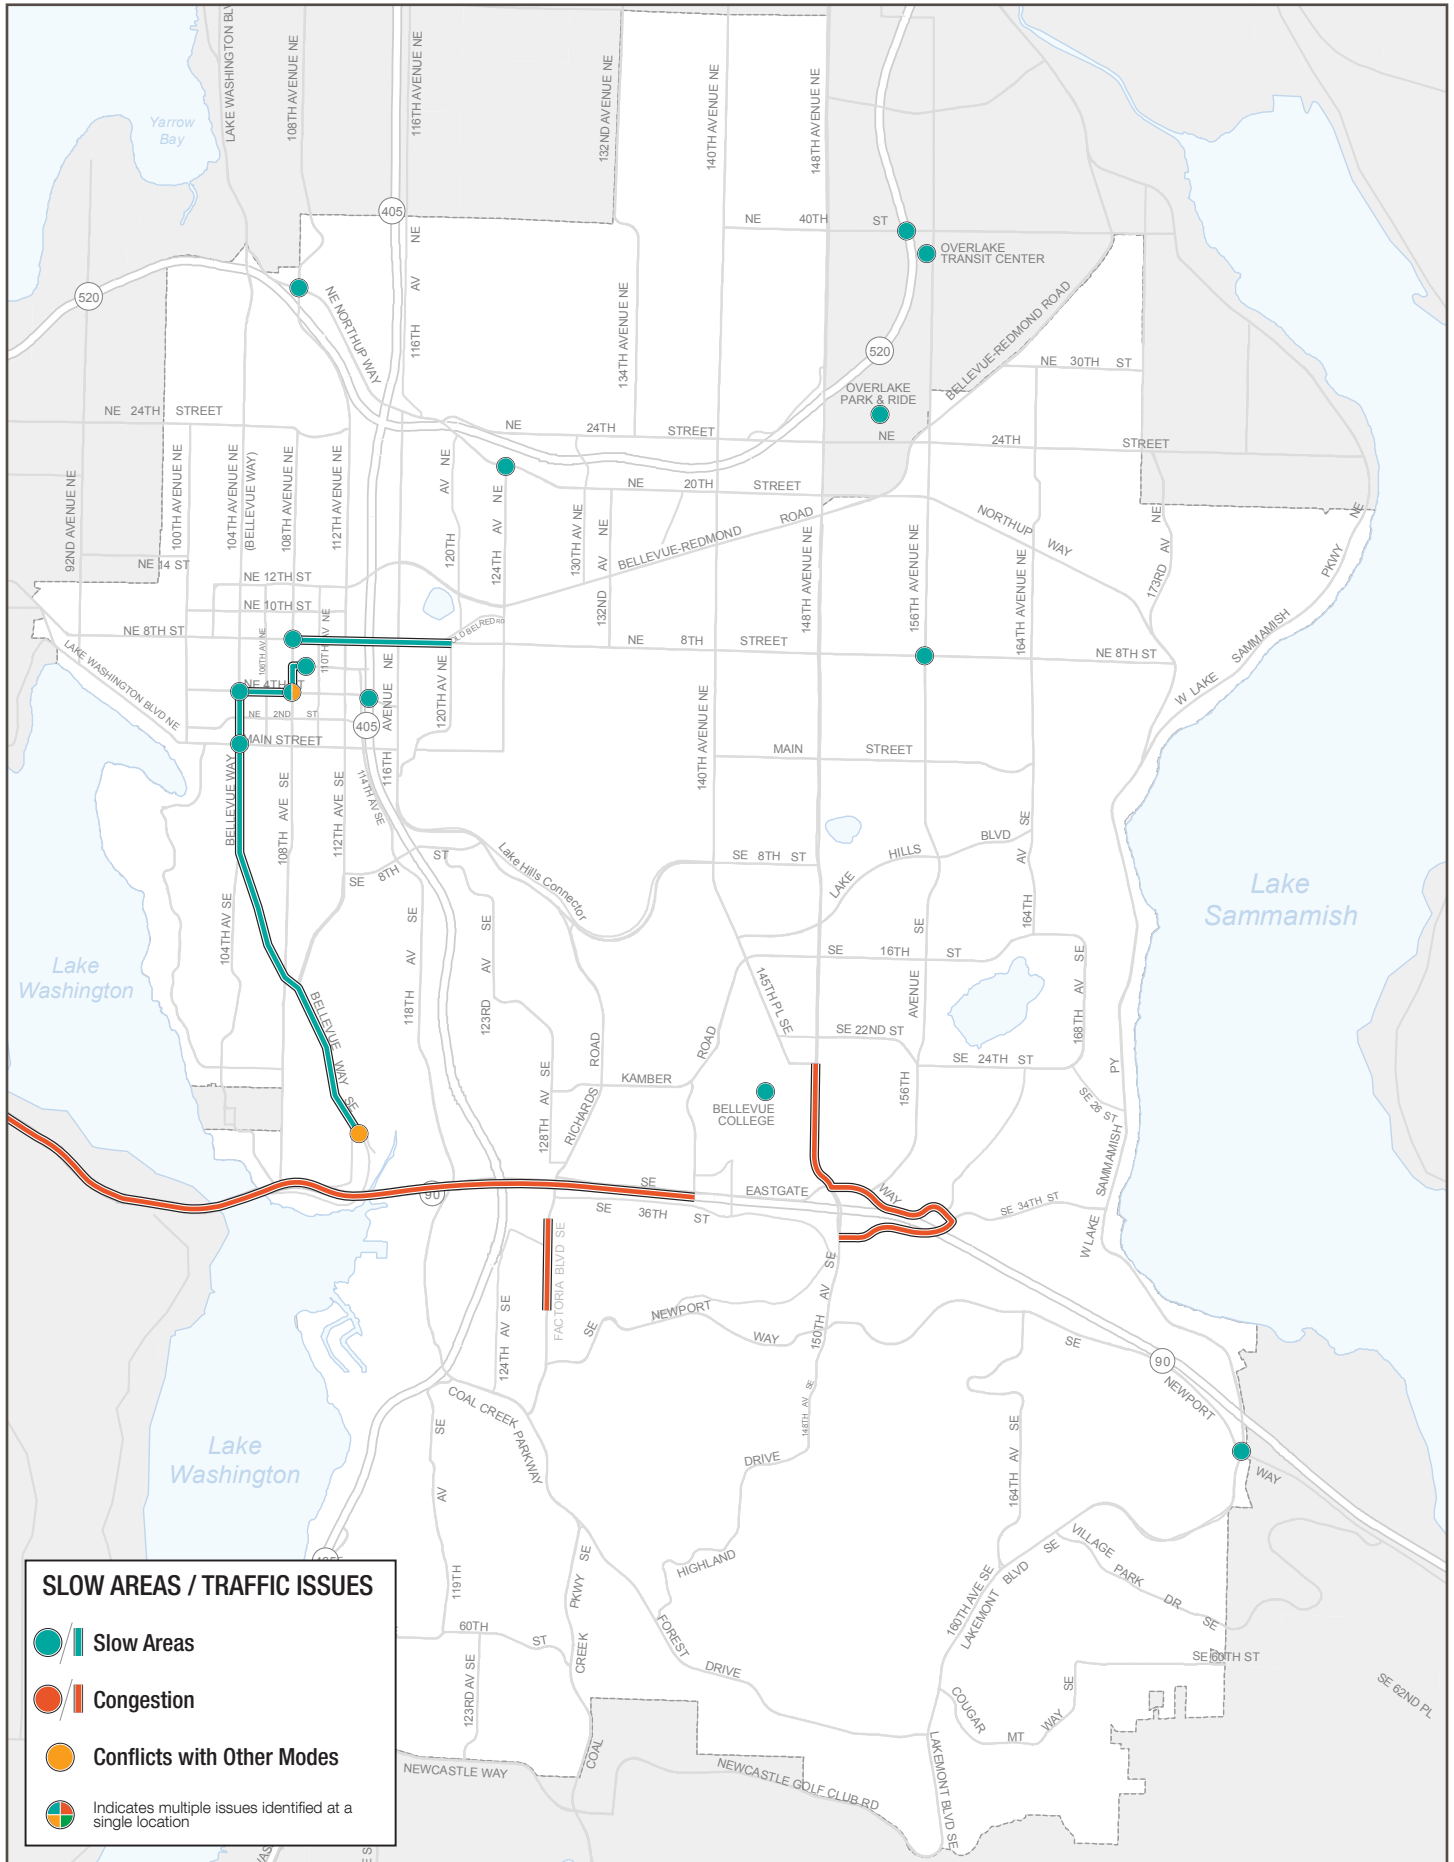 LAKE WASHINGTON BLV
108TH AVENUE NE
116TH AVENUE NE
132ND AVENUE NE
140TH AVENUE NE
148TH AVENUE NE
Yarrow
Bay
405
NE 40TH ST
OVERLAKE
TRANSIT CENTER
116TH AV NE
520
NE NORTHUP WAY
134TH AVENUE NE
BELLEVUE-REDMOND ROAD
520
NE 30TH ST
OVERLAKE
PARK & RIDE
NE 24TH STREET
NE 24TH STREET
NE 24TH STREET
92ND AVENUE NE
100TH AVENUE NE
104TH AVENUE NE
(BELLEVUE WAY)
108TH AVENUE NE
112TH AVENUE NE
120TH AV NE
124TH AV NE
NE 20TH STREET
130TH AV NE
132ND AV NE
BELLEVUE-REDMOND ROAD
148TH AVENUE NE
156TH AVENUE NE
NORTHUP WAY
164TH AVENUE NE
173RD AV NE
W LAKE SAMMAMISH PKWY NE
NE 14 ST
NE 12TH ST
NE 10TH ST
NE 8TH ST
106TH AV NE
110TH AV NE
OLD BELRED RD
NE 8TH STREET
NE 8TH ST
LAKE WASHINGTON BLVD NE
NE 4TH ST
NE 2ND ST
MAIN STREET
405
116TH AVENUE NE
120TH AV NE
140TH AVENUE NE
MAIN STREET
BELLEVUE WAY
108TH AVE SE
112TH AVE SE
114TH AV SE
SE 8TH ST
Lake Hills Connector
SE 8TH ST
LAKE HILLS BLVD
164TH AV SE
Lake
Sammamish
104TH AV SE
118TH AV SE
123RD AV SE
SE 16TH ST
145TH PL SE
156TH AVENUE SE
168TH AV SE
Lake
Washington
BELLEVUE WAY SE
SE 22ND ST
SE 24TH ST
SE 26 ST
128TH AV SE
RICHARDS ROAD
KAMBER ROAD
BELLEVUE
COLLEGE
W LAKE SAMMAMISH PY
90
SE EASTGATE WAY
SE 36TH ST
SE 34TH ST
FACTORIA BLVD SE
124TH AV SE
SE NEWPORT WAY
150TH AV SE
148TH AV SE
SE
90
NEWPORT WAY
COAL CREEK PARKWAY
Lake
Washington
119TH AV SE
HIGHLAND DRIVE
164TH AV SE
VILLAGE PARK DR SE
160TH AVE SE
LAKEMONT BLVD SE
60TH ST
123RD AV SE
COAL CREEK PKWY SE
FOREST DRIVE
COUGAR MT WAY SE
SE 60TH ST
SE 62ND PL
NEWCASTLE WAY
NEWCASTLE GOLF CLUB RD
LAKEMONT BLVD SE
SLOW AREAS / TRAFFIC ISSUES
Slow Areas
Congestion
Conflicts with Other Modes
Indicates multiple issues identified at a
single location